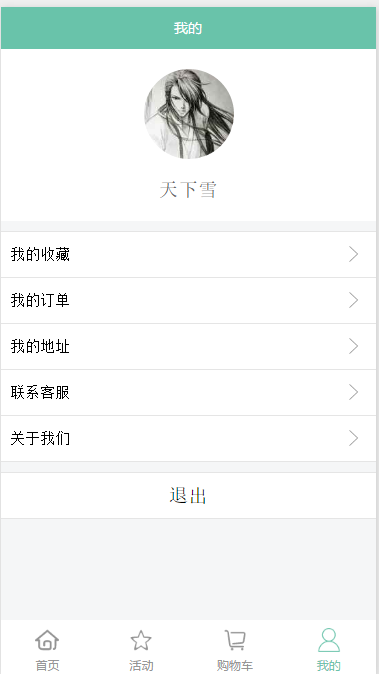 我的
天下雪
我的收藏
我的订单
我的地址
联系客服
关于我们
退出
首页 活动 购物车 我的